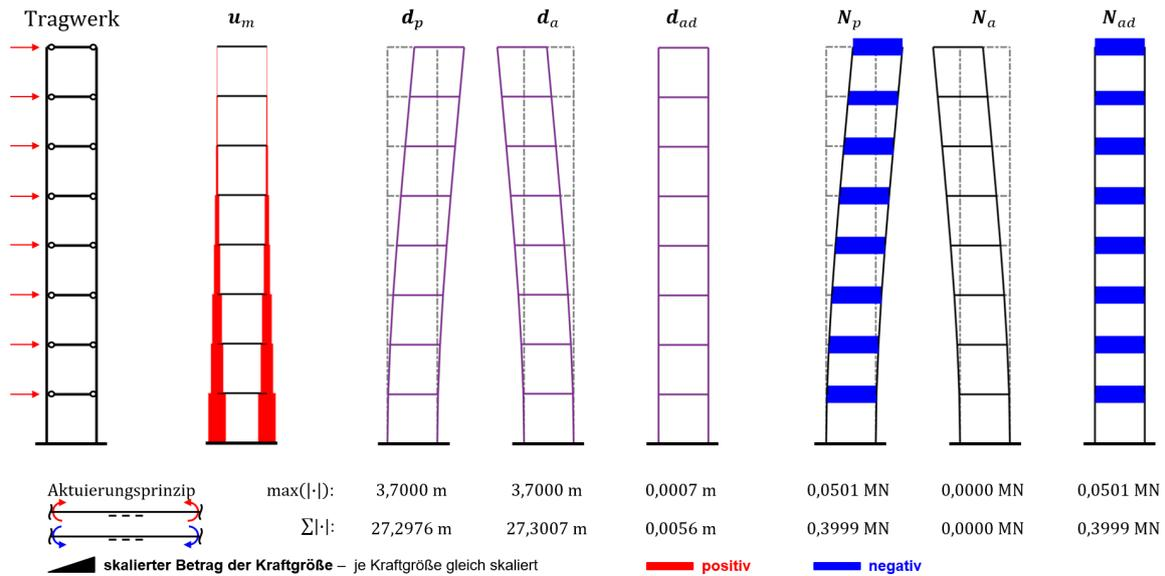 Tragwerk u_m d_p d_a d_ad N_p N_a N_ad
Aktuierungsprinzip max(|·|): 3,7000 m 3,7000 m 0,0007 m 0,0501 MN 0,0000 MN 0,0501 MN
∑|·|: 27,2976 m 27,3007 m 0,0056 m 0,3999 MN 0,0000 MN 0,3999 MN
skalierter Betrag der Kraftgröße – je Kraftgröße gleich skaliert positiv negativ